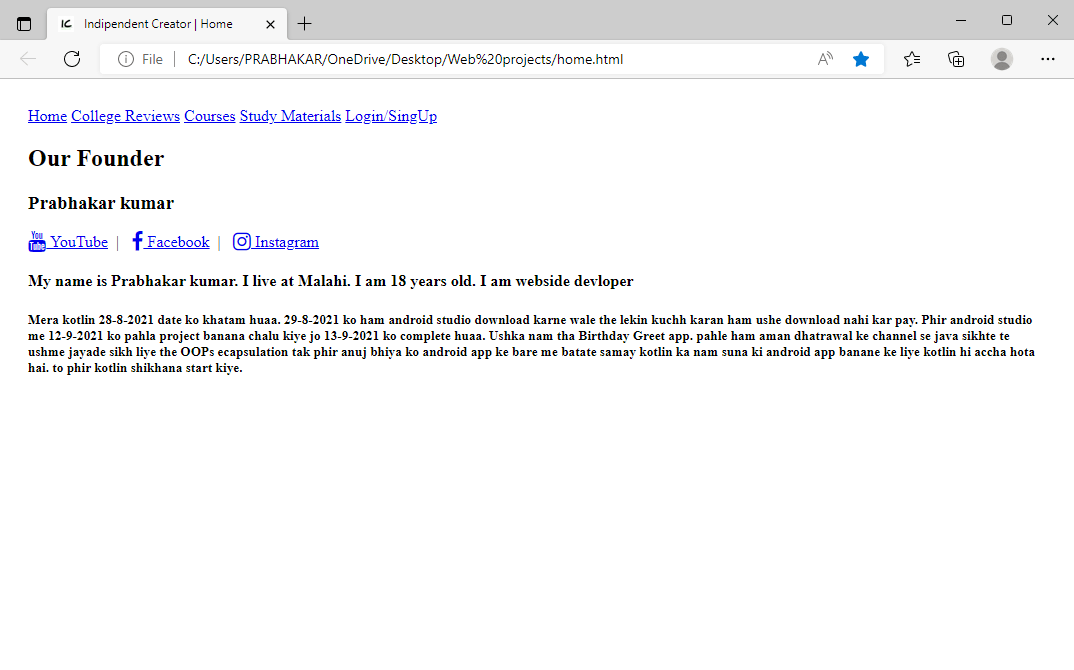 IC Indipendent Creator | Home
File C:/Users/PRABHAKAR/OneDrive/Desktop/Web%20projects/home.html
Home College Reviews Courses Study Materials Login/SingUp
Our Founder
Prabhakar kumar
You Tube YouTube | Facebook | Instagram
My name is Prabhakar kumar. I live at Malahi. I am 18 years old. I am webside devloper
Mera kotlin 28-8-2021 date ko khatam huaa. 29-8-2021 ko ham android studio download karne wale the lekin kuchh karan ham ushe download nahi kar pay. Phir android studio
me 12-9-2021 ko pahla project banana chalu kiye jo 13-9-2021 ko complete huaa. Ushka nam tha Birthday Greet app. pahle ham aman dhatrawal ke channel se java sikhte te
ushme jayade sikh liye the OOPs ecapsulation tak phir anuj bhiya ko android app ke bare me batate samay kotlin ka nam suna ki android app banane ke liye kotlin hi accha hota
hai. to phir kotlin shikhana start kiye.